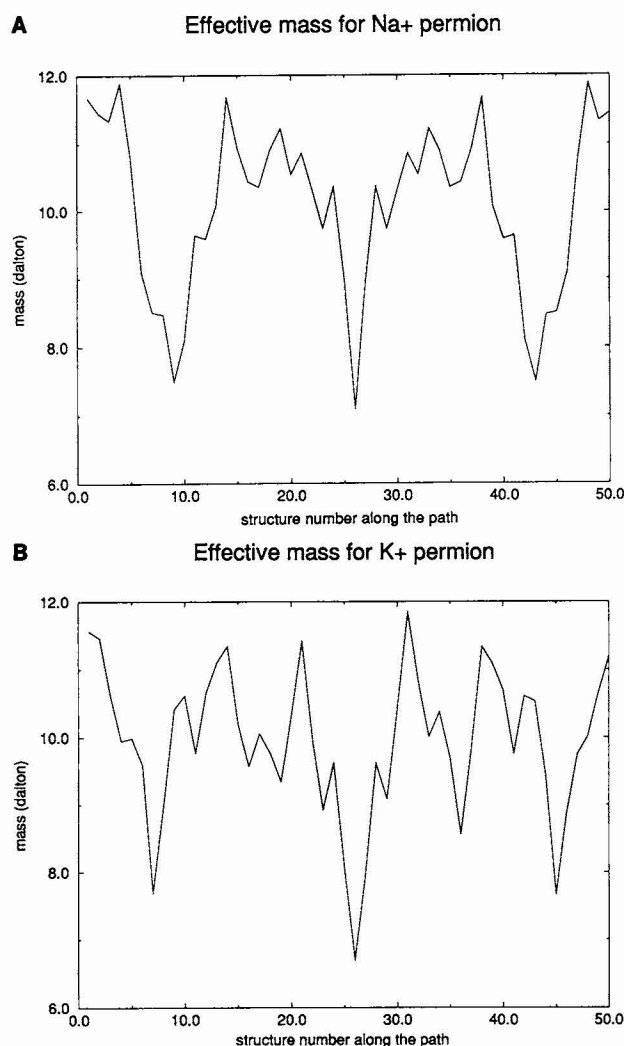 A
Effective mass for Na+ permion
12.0
10.0
8.0
6.0
mass (dalton)
0.0 10.0 20.0 30.0 40.0 50.0
structure number along the path
B
Effective mass for K+ permion
12.0
10.0
8.0
6.0
mass (dalton)
0.0 10.0 20.0 30.0 40.0 50.0
structure number along the path